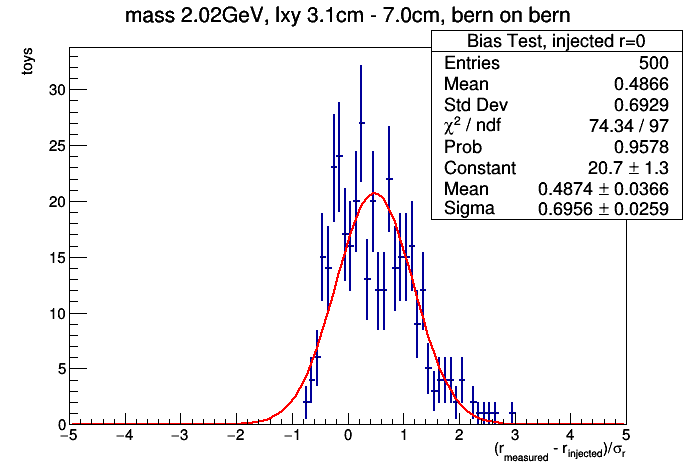 mass 2.02GeV, lxy 3.1cm - 7.0cm, bern on bern
Bias Test, injected r=0
Entries 500
Mean 0.4866
Std Dev 0.6929
χ² / ndf 74.34 / 97
Prob 0.9578
Constant 20.7 ± 1.3
Mean 0.4874 ± 0.0366
Sigma 0.6956 ± 0.0259
toys
30
25
20
15
10
5
0
−5 −4 −3 −2 −1 0 1 2 3 4 5
(r_measured - r_injected)/σ_r